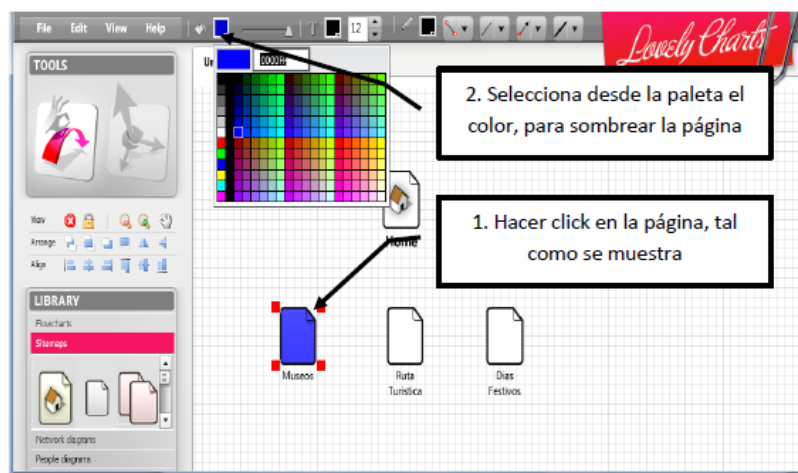 File Edit View Help
T 12
Lovely Charts
TOOLS
2. Selecciona desde la paleta el
color, para sombrear la página
1. Hacer click en la página, tal
como se muestra
Home
View
Arrange
Align
LIBRARY
Flowcharts
Sitemaps
Museos
Ruta
Turistica
Dias
Festivos
Network diagrams
People diagrams